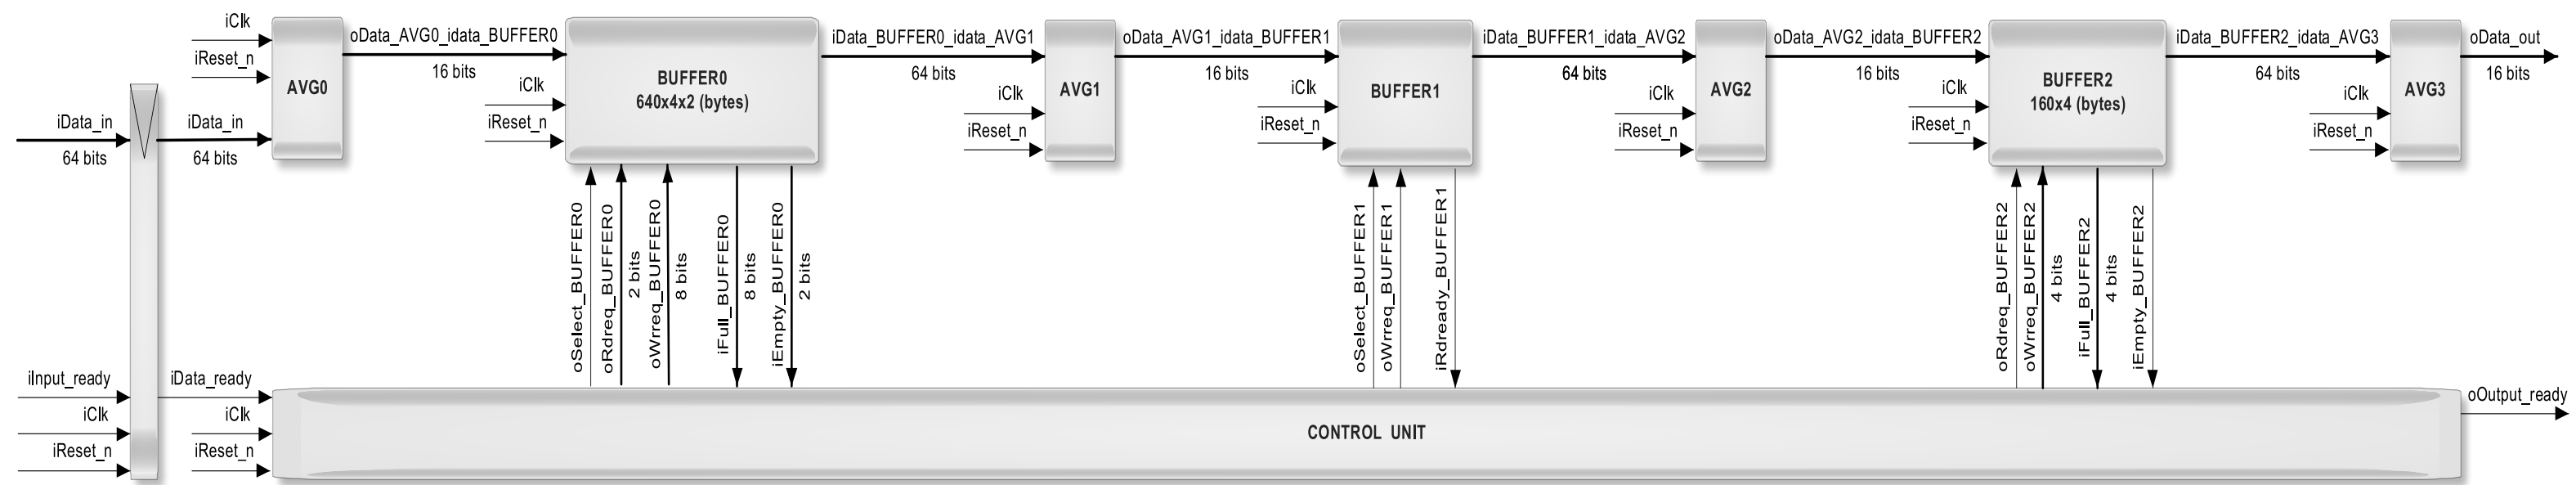 iClk
iReset_n
AVG0
oData_AVG0_idata_BUFFER0
16 bits
iClk
iReset_n
BUFFER0
640x4x2 (bytes)
iData_BUFFER0_idata_AVG1
64 bits
iClk
iReset_n
AVG1
oData_AVG1_idata_BUFFER1
16 bits
iClk
iReset_n
BUFFER1
iData_BUFFER1_idata_AVG2
64 bits
iClk
iReset_n
AVG2
oData_AVG2_idata_BUFFER2
16 bits
iClk
iReset_n
BUFFER2
160x4 (bytes)
iData_BUFFER2_idata_AVG3
64 bits
iClk
iReset_n
AVG3
oData_out
16 bits
iData_in
64 bits
iData_in
64 bits
oSelect_BUFFER0
oRdreq_BUFFER0
2 bits
oWrreq_BUFFER0
8 bits
iFull_BUFFER0
8 bits
iEmpty_BUFFER0
2 bits
oSelect_BUFFER1
oWrreq_BUFFER1
iRdready_BUFFER1
oRdreq_BUFFER2
oWrreq_BUFFER2
4 bits
iFull_BUFFER2
4 bits
iEmpty_BUFFER2
iInput_ready
iClk
iReset_n
iData_ready
iClk
iReset_n
CONTROL UNIT
oOutput_ready